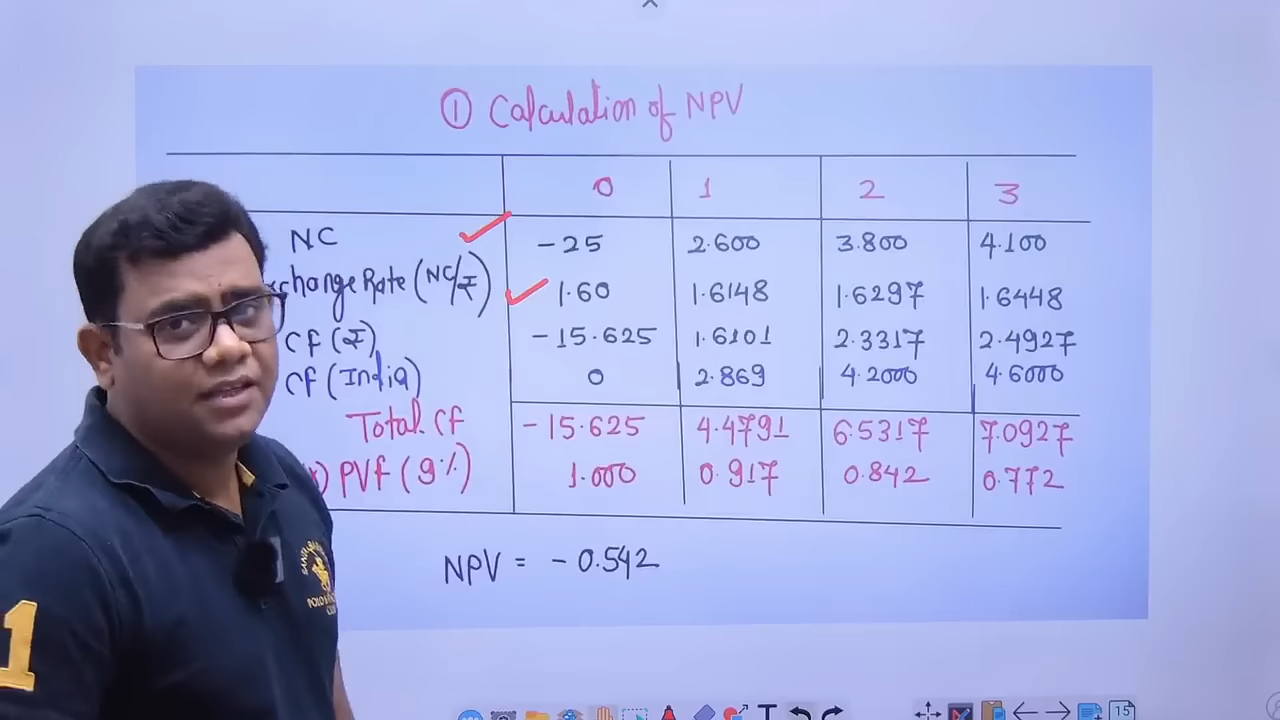 ① Calculation of NPV
0 1 2 3
NC -25 2.600 3.800 4.100
Rate (NC/₹) 1.60 1.6148 1.6297 1.6448
Cf (₹) -15.625 1.6101 2.3317 2.4927
Cf (India) 0 2.869 4.2000 4.6000
Total Cf -15.625 4.4791 6.5317 7.0927
PVf (9%) 1.000 0.917 0.842 0.772
NPV = - 0.542
1
15